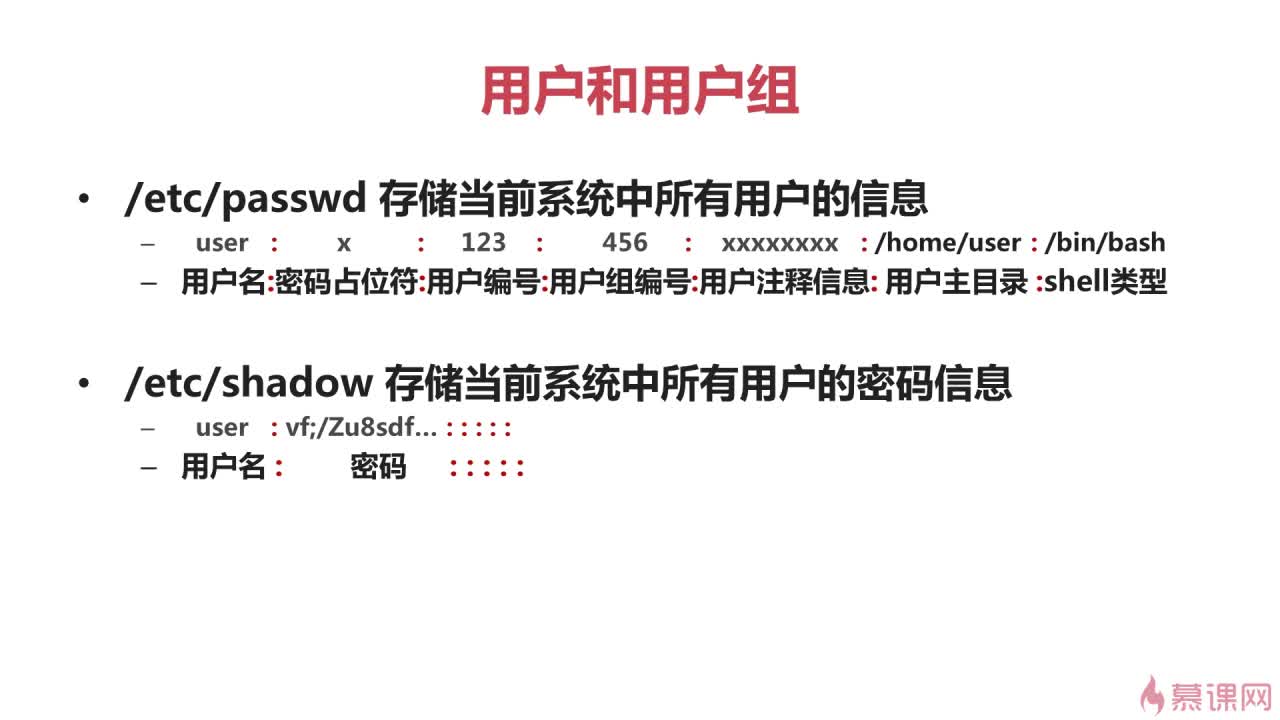 用户和用户组
• /etc/passwd 存储当前系统中所有用户的信息
– user : x : 123 : 456 : xxxxxxxx : /home/user : /bin/bash
– 用户名:密码占位符:用户编号:用户组编号:用户注释信息: 用户主目录 :shell类型
• /etc/shadow 存储当前系统中所有用户的密码信息
– user : vf;/Zu8sdf... : : : : :
– 用户名 : 密码 : : : : :
慕课网